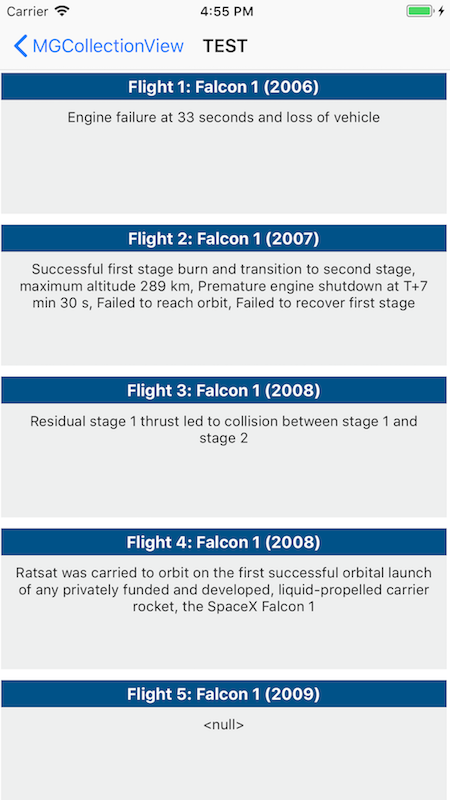 Carrier 4:55 PM
MGCollectionView TEST
Flight 1: Falcon 1 (2006)
Engine failure at 33 seconds and loss of vehicle
Flight 2: Falcon 1 (2007)
Successful first stage burn and transition to second stage,
maximum altitude 289 km, Premature engine shutdown at T+7
min 30 s, Failed to reach orbit, Failed to recover first stage
Flight 3: Falcon 1 (2008)
Residual stage 1 thrust led to collision between stage 1 and
stage 2
Flight 4: Falcon 1 (2008)
Ratsat was carried to orbit on the first successful orbital launch
of any privately funded and developed, liquid-propelled carrier
rocket, the SpaceX Falcon 1
Flight 5: Falcon 1 (2009)
<null>